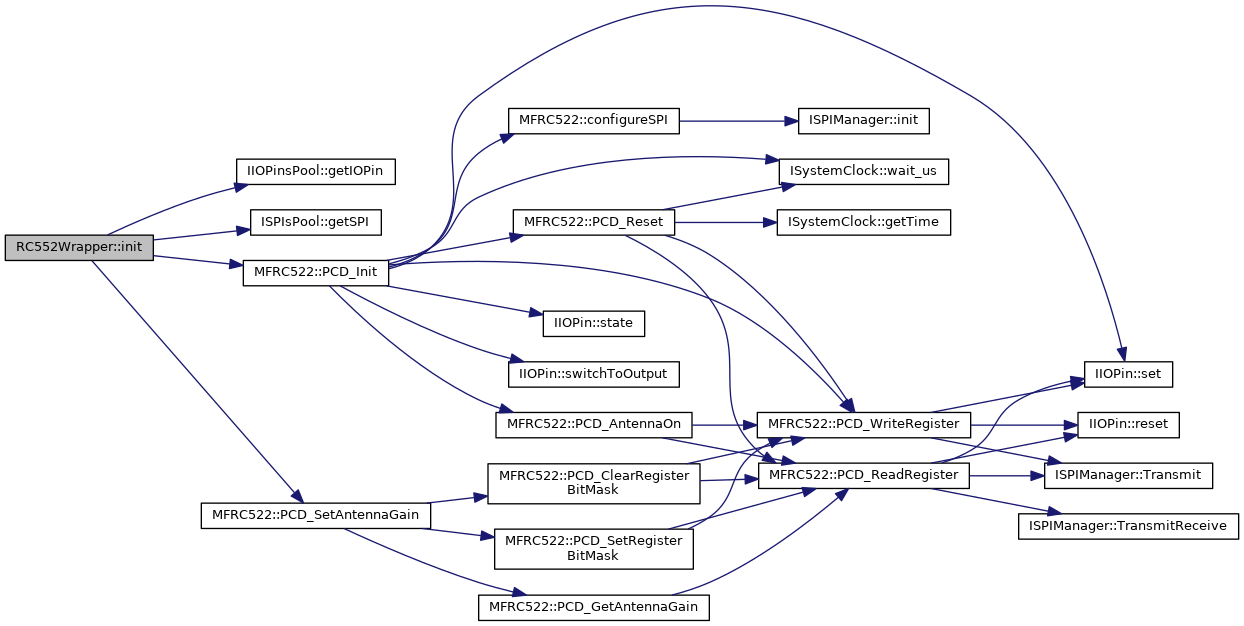 RC552Wrapper::init
IIOPinsPool::getIOPin
ISPIsPool::getSPI
MFRC522::PCD_Init
MFRC522::PCD_SetAntennaGain
MFRC522::configureSPI
MFRC522::PCD_Reset
IIOPin::state
IIOPin::switchToOutput
MFRC522::PCD_AntennaOn
MFRC522::PCD_ClearRegister
BitMask
MFRC522::PCD_SetRegister
BitMask
MFRC522::PCD_GetAntennaGain
ISPIManager::init
ISystemClock::wait_us
ISystemClock::getTime
MFRC522::PCD_WriteRegister
MFRC522::PCD_ReadRegister
IIOPin::set
IIOPin::reset
ISPIManager::Transmit
ISPIManager::TransmitReceive